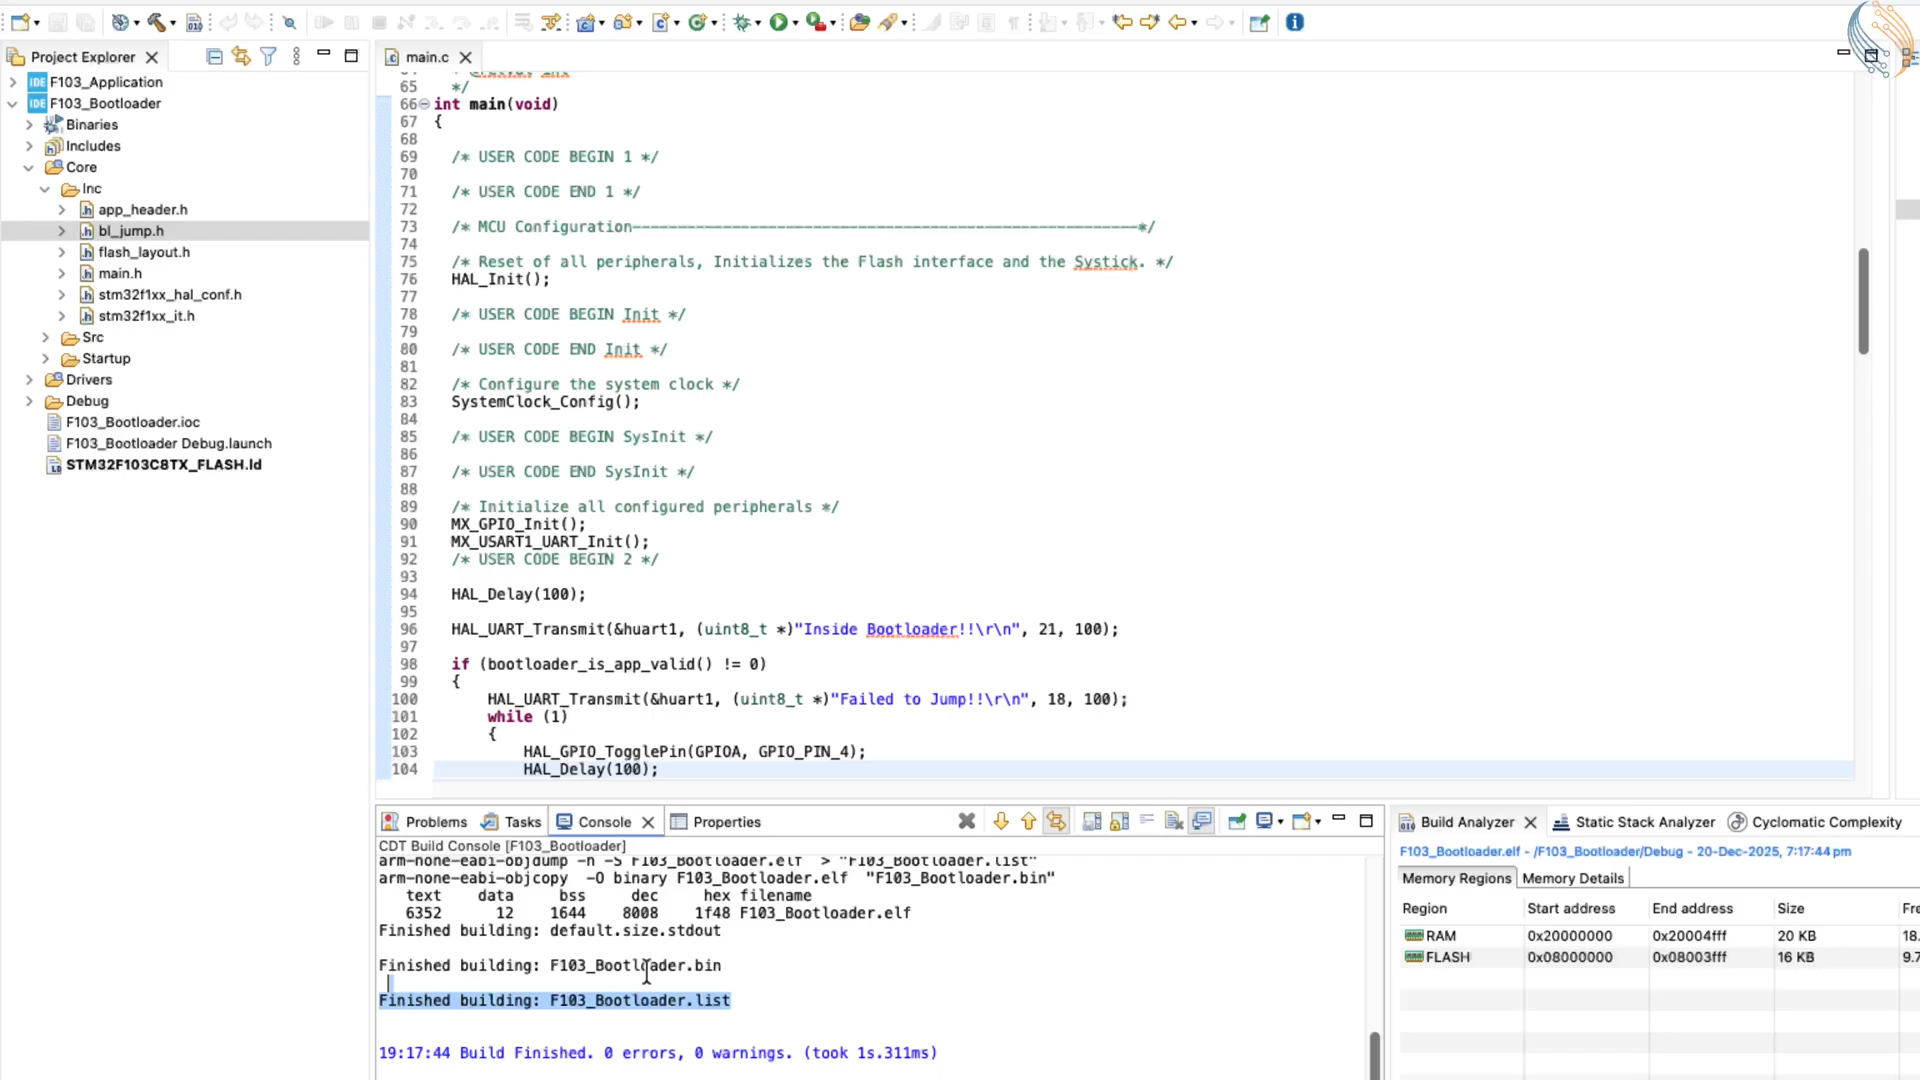 Project Explorer
F103_Application
F103_Bootloader
Binaries
Includes
Core
Inc
app_header.h
bl_jump.h
flash_layout.h
main.h
stm32f1xx_hal_conf.h
stm32f1xx_it.h
Src
Startup
Drivers
Debug
F103_Bootloader.ioc
F103_Bootloader Debug.launch
STM32F103C8TX_FLASH.ld
main.c
65 */
66 int main(void)
67 {
68
69 /* USER CODE BEGIN 1 */
70
71 /* USER CODE END 1 */
72
73 /* MCU Configuration--------------------------------------------------------*/
74
75 /* Reset of all peripherals, Initializes the Flash interface and the Systick. */
76 HAL_Init();
77
78 /* USER CODE BEGIN Init */
79
80 /* USER CODE END Init */
81
82 /* Configure the system clock */
83 SystemClock_Config();
84
85 /* USER CODE BEGIN SysInit */
86
87 /* USER CODE END SysInit */
88
89 /* Initialize all configured peripherals */
90 MX_GPIO_Init();
91 MX_USART1_UART_Init();
92 /* USER CODE BEGIN 2 */
93
94 HAL_Delay(100);
95
96 HAL_UART_Transmit(&huart1, (uint8_t *)"Inside Bootloader!!\r\n", 21, 100);
97
98 if (bootloader_is_app_valid() != 0)
99 {
100 HAL_UART_Transmit(&huart1, (uint8_t *)"Failed to Jump!!\r\n", 18, 100);
101 while (1)
102 {
103 HAL_GPIO_TogglePin(GPIOA, GPIO_PIN_4);
104 HAL_Delay(100);
Problems Tasks Console Properties
CDT Build Console [F103_Bootloader]
arm-none-eabi-objdump -h -S F103_Bootloader.elf > "F103_Bootloader.list"
arm-none-eabi-objcopy -O binary F103_Bootloader.elf "F103_Bootloader.bin"
text data bss dec hex filename
6352 12 1644 8008 1f48 F103_Bootloader.elf
Finished building: default.size.stdout
Finished building: F103_Bootloader.bin
Finished building: F103_Bootloader.list
19:17:44 Build Finished. 0 errors, 0 warnings. (took 1s.311ms)
Build Analyzer Static Stack Analyzer Cyclomatic Complexity
F103_Bootloader.elf - /F103_Bootloader/Debug - 20-Dec-2025, 7:17:44 pm
Memory Regions Memory Details
Region Start address End address Size
RAM 0x20000000 0x20004fff 20 KB 18.
FLASH 0x08000000 0x08003fff 16 KB 9.7